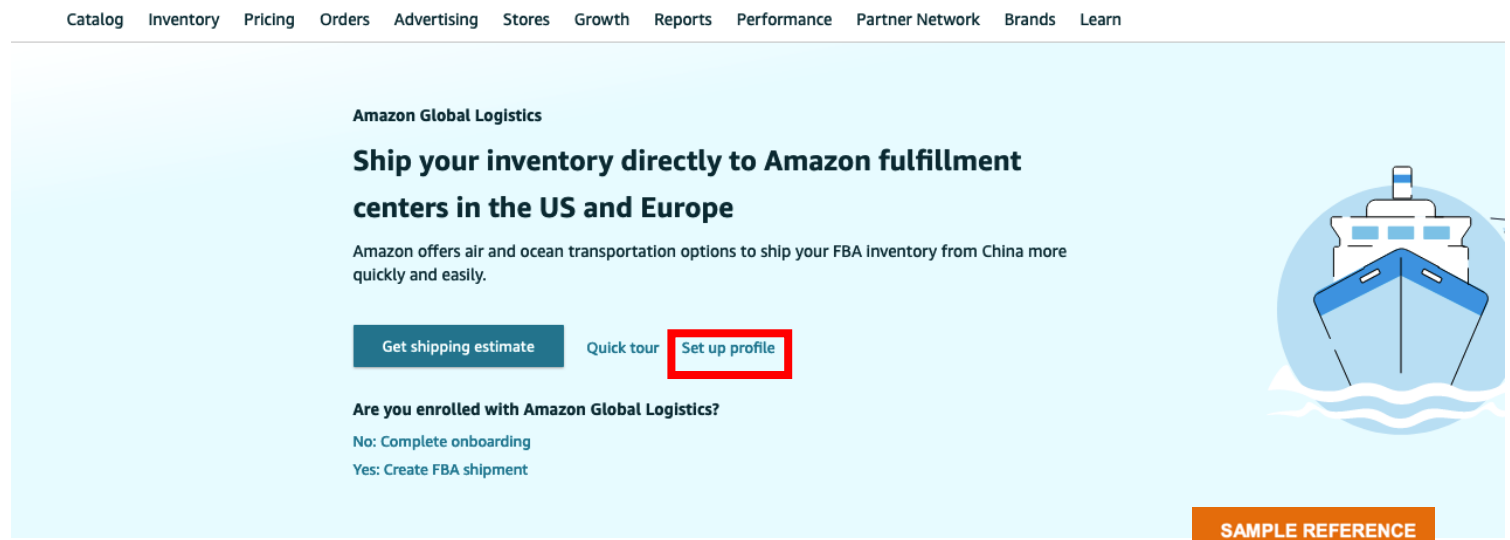 Catalog Inventory Pricing Orders Advertising Stores Growth Reports Performance Partner Network Brands Learn
Amazon Global Logistics
Ship your inventory directly to Amazon fulfillment
centers in the US and Europe
Amazon offers air and ocean transportation options to ship your FBA inventory from China more
quickly and easily.
Get shipping estimate Quick tour Set up profile
Are you enrolled with Amazon Global Logistics?
No: Complete onboarding
Yes: Create FBA shipment
SAMPLE REFERENCE